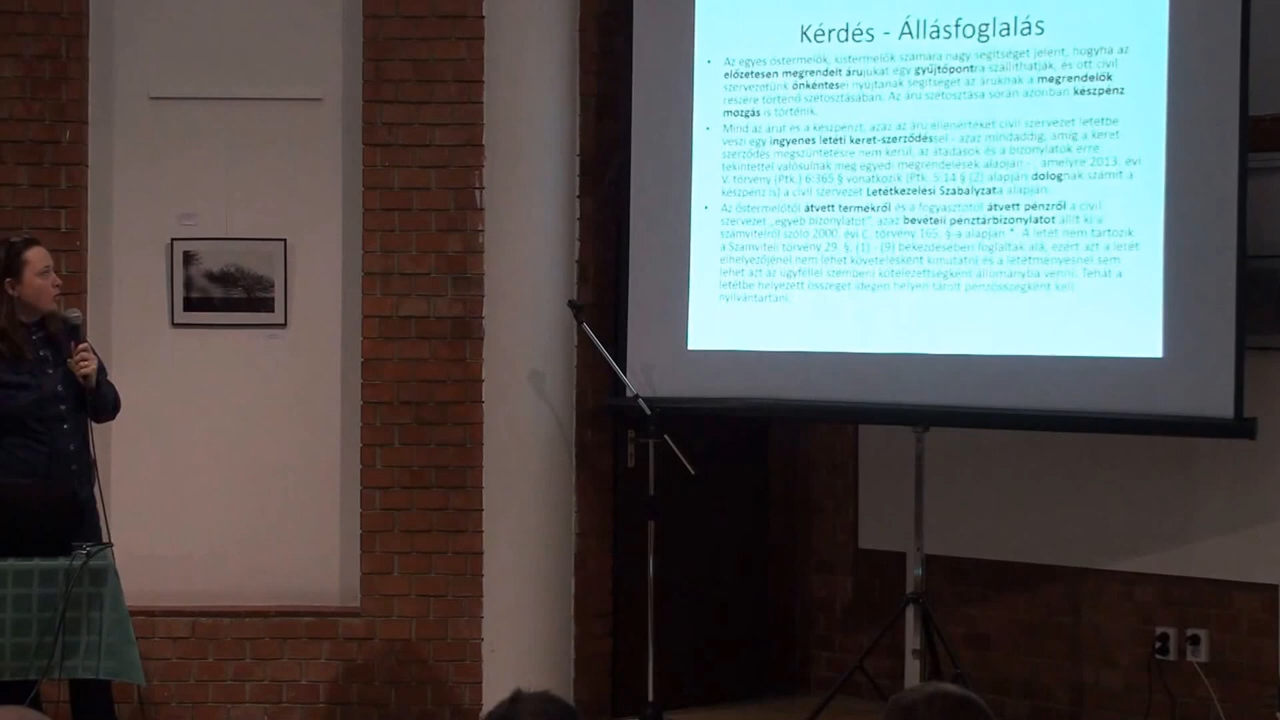 Kérdés - Állásfoglalás
• Az egyes őstermelők, kistermelők számára nagy segítséget jelent, hogyha az
előzetesen megrendelt árujukat egy gyűjtőpontra szállíthatják, és ott civil
szervezetünk önkéntesei nyújtanak segítséget az áruknak a megrendelők
részére történő szétosztásában. Az áru szétosztása során azonban készpénz
mozgás is történik.
• Mind az árut és a készpénzt, azaz az áru ellenértékét civil szervezet letétbe
veszi egy ingyenes letéti keret-szerződéssel - azaz mindaddig, amíg a keret
szerződés megszüntetésre nem kerül, az átadások és a bizonylatok erre
tekintettel valósulnak meg egyedi megrendelések alapján - , amelyre 2013. évi
V. törvény (Ptk.) 6:365 § vonatkozik (Ptk. 5:14 § (2) alapján dolognak számít a
készpénz is) a civil szervezet Letétkezelési Szabályzata alapján.
• Az őstermelőtől átvett termékről és a fogyasztótól átvett pénzről a civil
szervezet „egyéb bizonylatot" azaz bevételi pénztárbizonylatot állít ki a
számvitelről szóló 2000. évi C. törvény 165. §-a alapján *. A letét nem tartozik
a Számviteli törvény 29. §. (1) - (9) bekezdésében foglaltak alá, ezért azt a letét
elhelyezőjénél nem lehet követelésként kimutatni és a letéteményesnél sem
lehet azt az ügyféllel szembeni kötelezettségként állományba venni. Tehát a
letétbe helyezett összeget idegen helyen tárolt pénzösszegként kell
nyilvántartani.